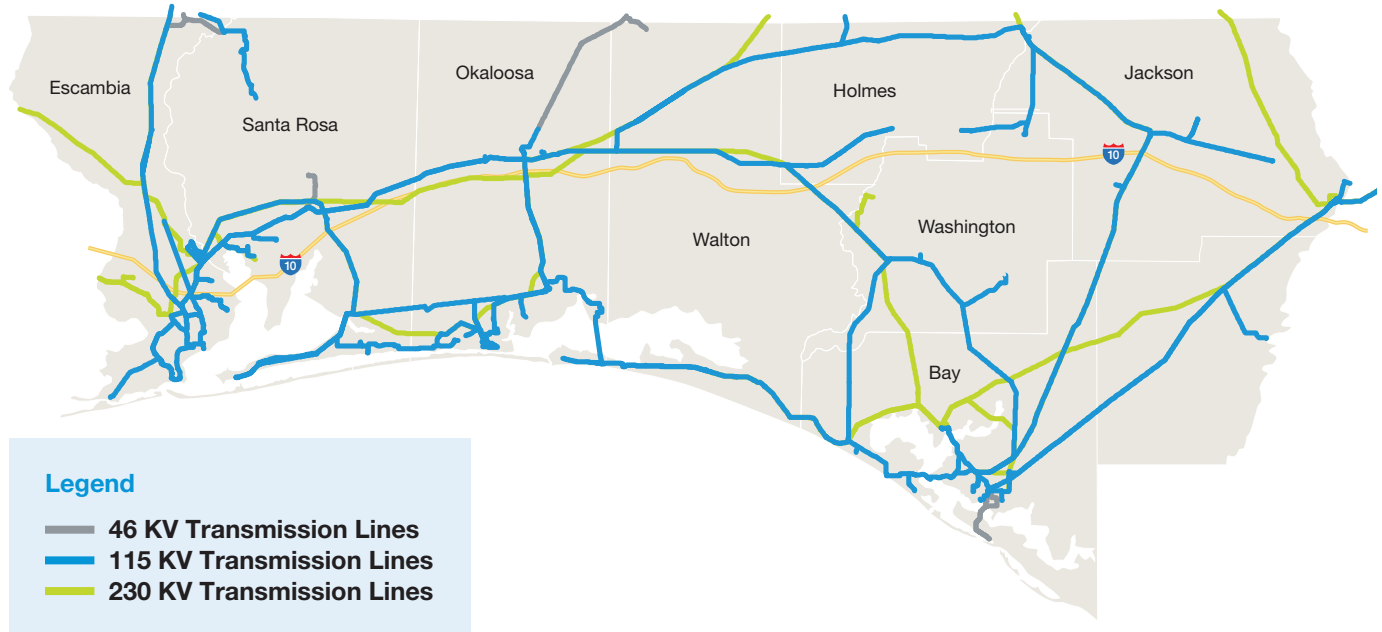 Escambia
Santa Rosa
Okaloosa
Holmes
Jackson
10
Walton
Washington
10
Bay
Legend
46 KV Transmission Lines
115 KV Transmission Lines
230 KV Transmission Lines